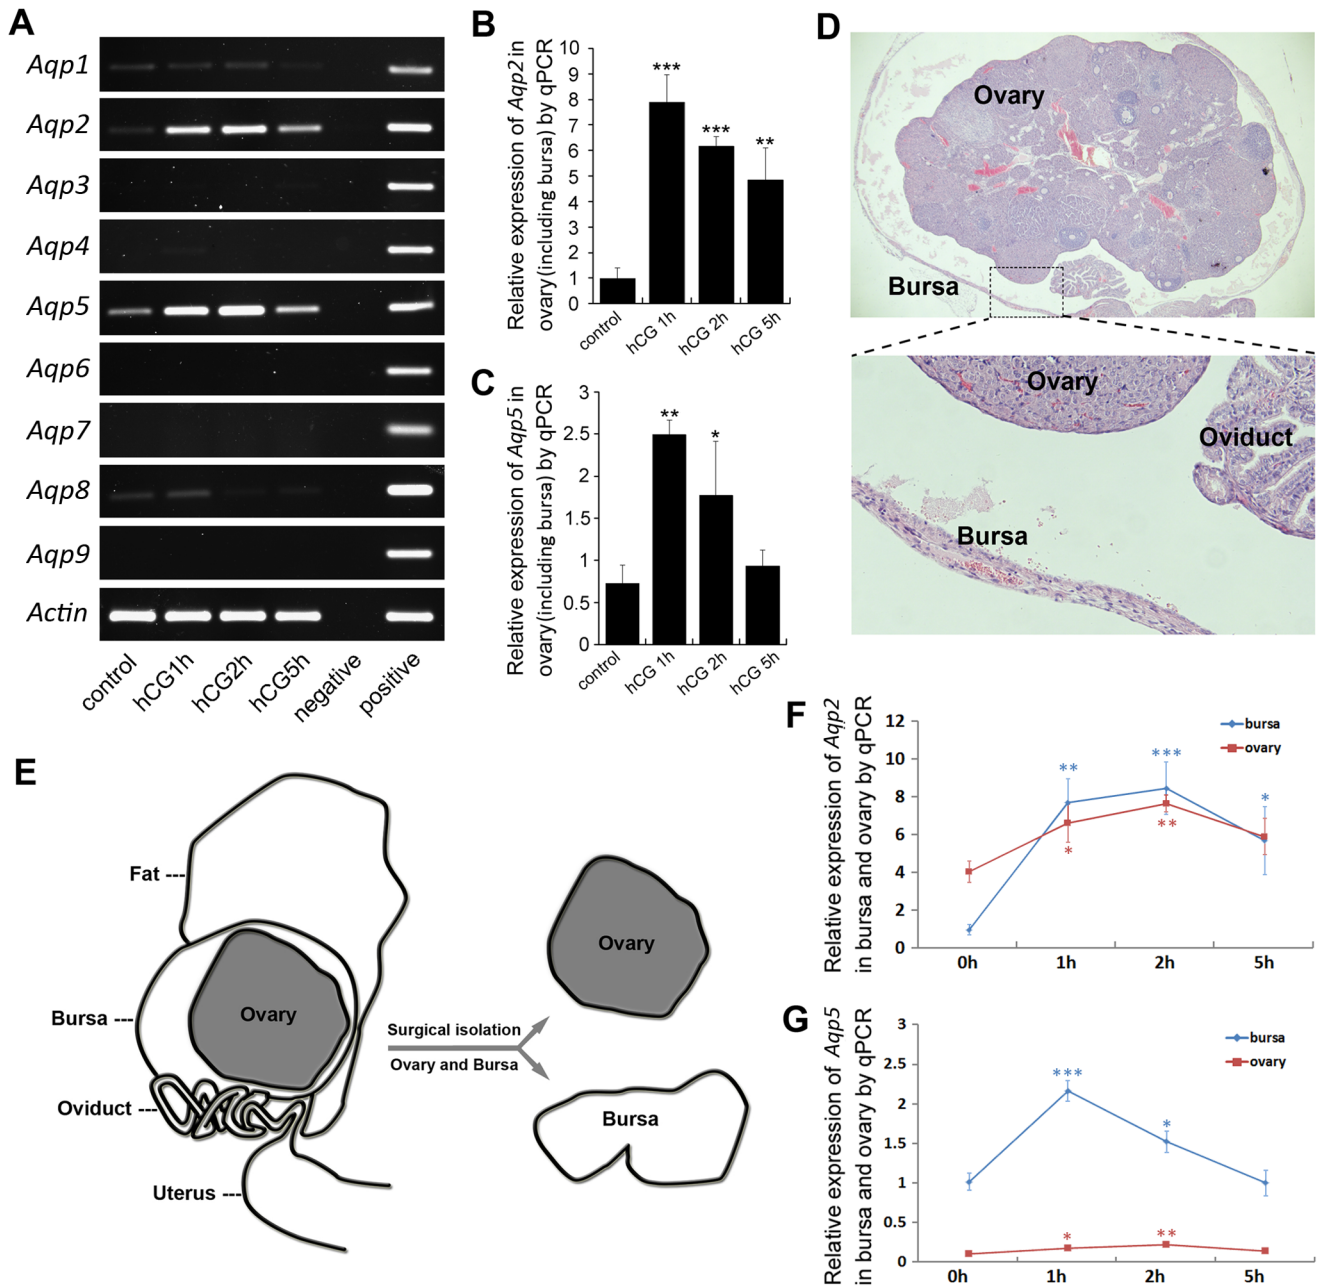 A
Aqp1
Aqp2
Aqp3
Aqp4
Aqp5
Aqp6
Aqp7
Aqp8
Aqp9
Actin
control
hCG1h
hCG2h
hCG5h
negative
positive
B
Relative expression of Aqp2 in
ovary (including bursa) by qPCR
10
9
8
7
6
5
4
3
2
1
0
***
***
**
control
hCG 1h
hCG 2h
hCG 5h
C
Relative expression of Aqp5 in
ovary (including bursa) by qPCR
3
2.5
2
1.5
1
0.5
0
**
*
control
hCG 1h
hCG 2h
hCG 5h
D
Ovary
Bursa
Ovary
Oviduct
Bursa
E
Fat ---
Bursa ---
Oviduct ---
Uterus ---
Ovary
Surgical isolation
Ovary and Bursa
Ovary
Bursa
F
Relative expression of Aqp2
in bursa and ovary by qPCR
12
10
8
6
4
2
0
bursa
ovary
**
***
*
*
**
0h
1h
2h
5h
G
Relative expression of Aqp5
in bursa and ovary by qPCR
3
2.5
2
1.5
1
0.5
0
bursa
ovary
***
*
*
**
0h
1h
2h
5h